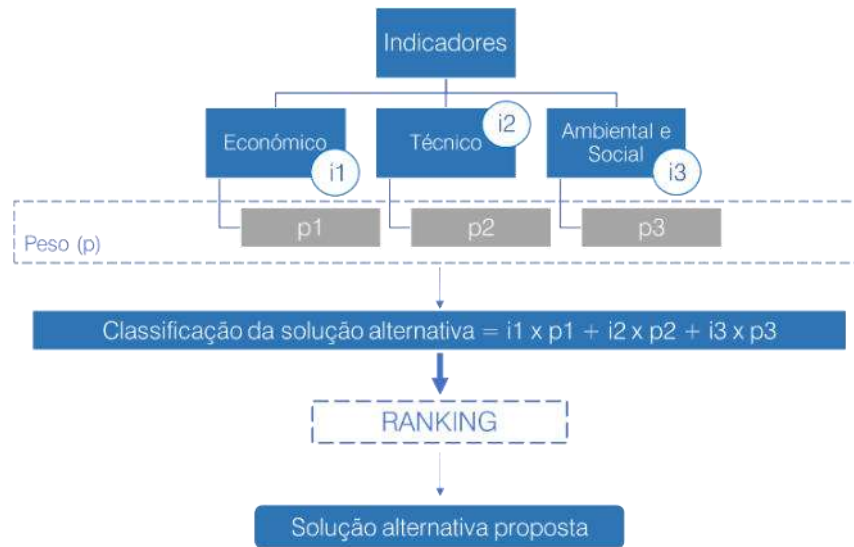 Indicadores
Económico
i1
Técnico
i2
Ambiental e
Social
i3
Peso (p)
p1
p2
p3
Classificação da solução alternativa = i1 x p1 + i2 x p2 + i3 x p3
RANKING
Solução alternativa proposta